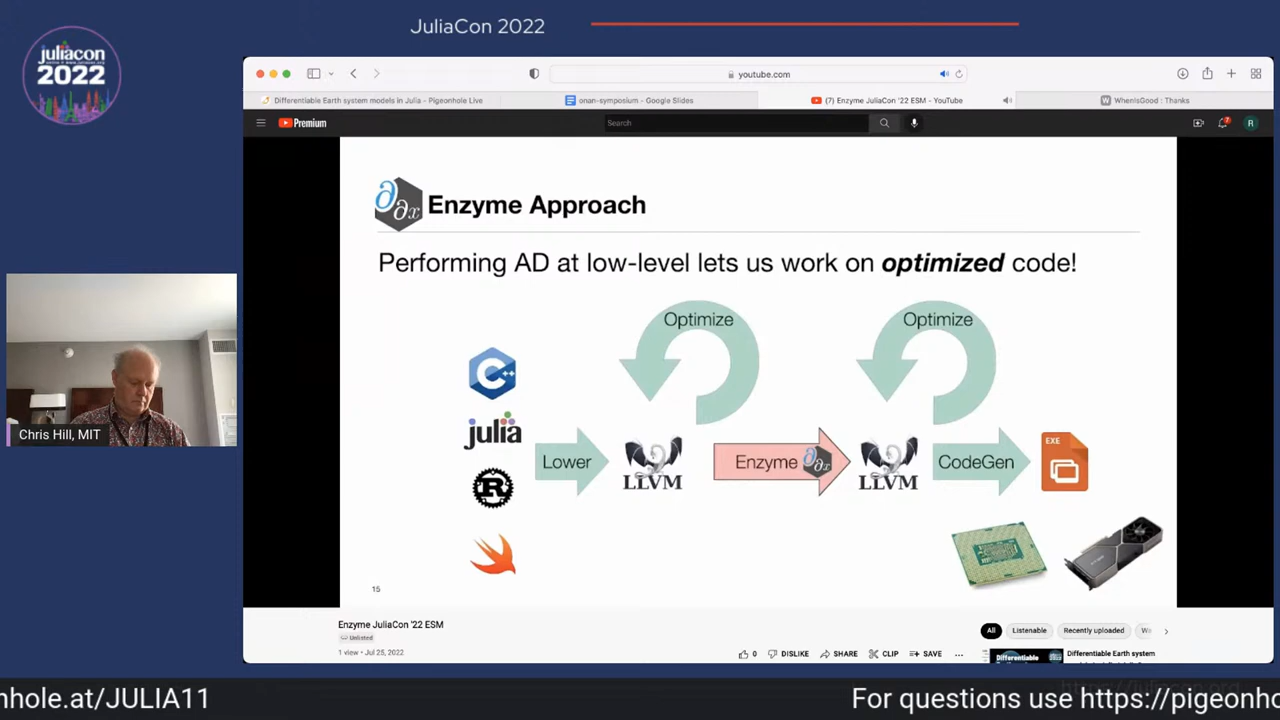 JuliaCon 2022
juliacon
2022
youtube.com
Differentiable Earth system models in Julia - Pigeonhole Live
onan-symposium - Google Slides
(7) Enzyme JuliaCon '22 ESM - YouTube
W
WhenIsGood : Thanks
Premium
Search
7
R
∂
∂x
Enzyme Approach
Performing AD at low-level lets us work on optimized code!
Optimize
Optimize
C++
julia
R
Lower
LLVM
Enzyme
LLVM
CodeGen
EXE
15
Chris Hill, MIT
Enzyme JuliaCon '22 ESM
Unlisted
1 view • Jul 25, 2022
0
DISLIKE
SHARE
CLIP
SAVE
...
All
Listenable
Recently uploaded
Differentiable Earth system
nhole.at/JULIA11
For questions use https://pigeonho